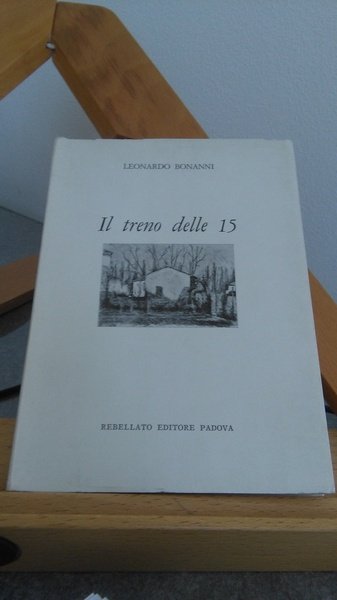 LEONARDO BONANNI
Il treno delle 15
REBELLATO EDITORE PADOVA